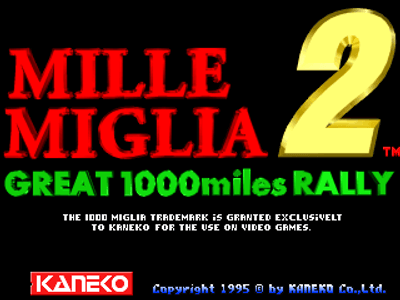 MILLE
MIGLIA 2 ™
GREAT 1000miles RALLY
THE 1000 MIGLIA TRADEMARK IS GRANTED EXCLUSIVELT
TO KANEKO FOR THE USE ON VIDEO GAMES.
KANEKO Copyright 1995 © by KANEKO Co.,Ltd.